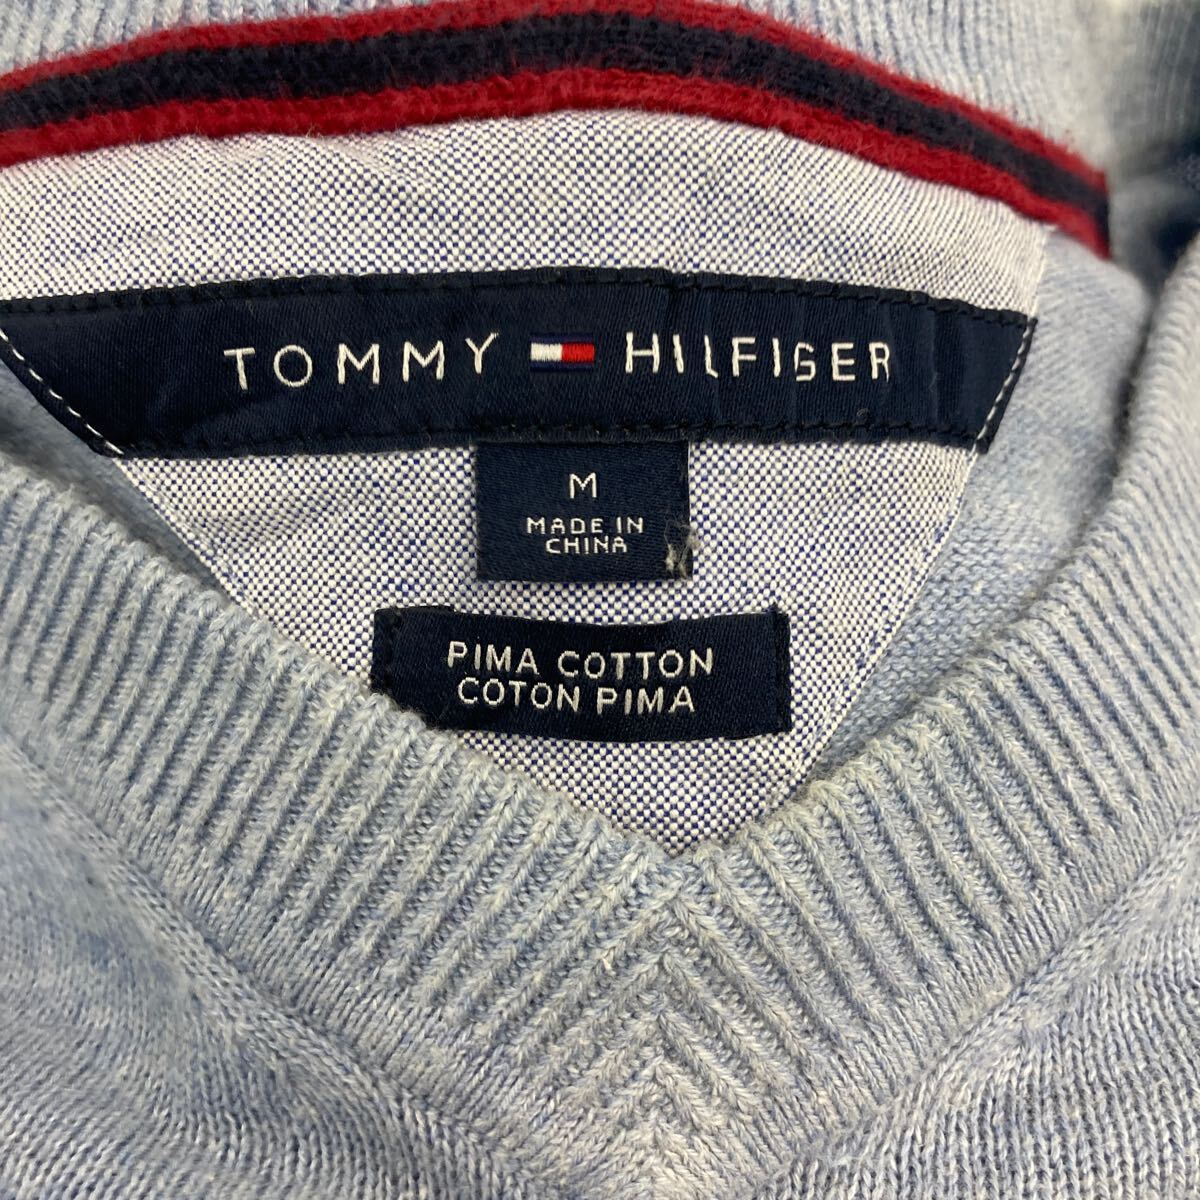 TOMMY HILFIGER
M
MADE IN
CHINA
PIMA COTTON
COTON PIMA